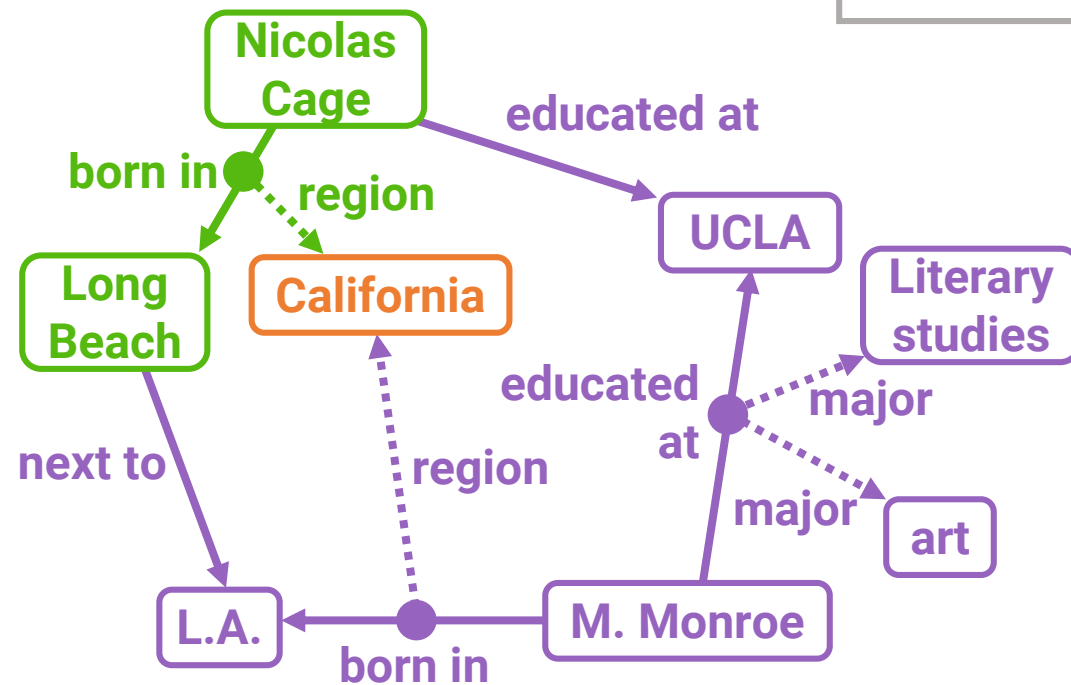 Nicolas
Cage
educated at
born in
region
UCLA
Long
Beach
California
Literary
studies
educated
at
major
next to
region
major
art
L.A.
M. Monroe
born in